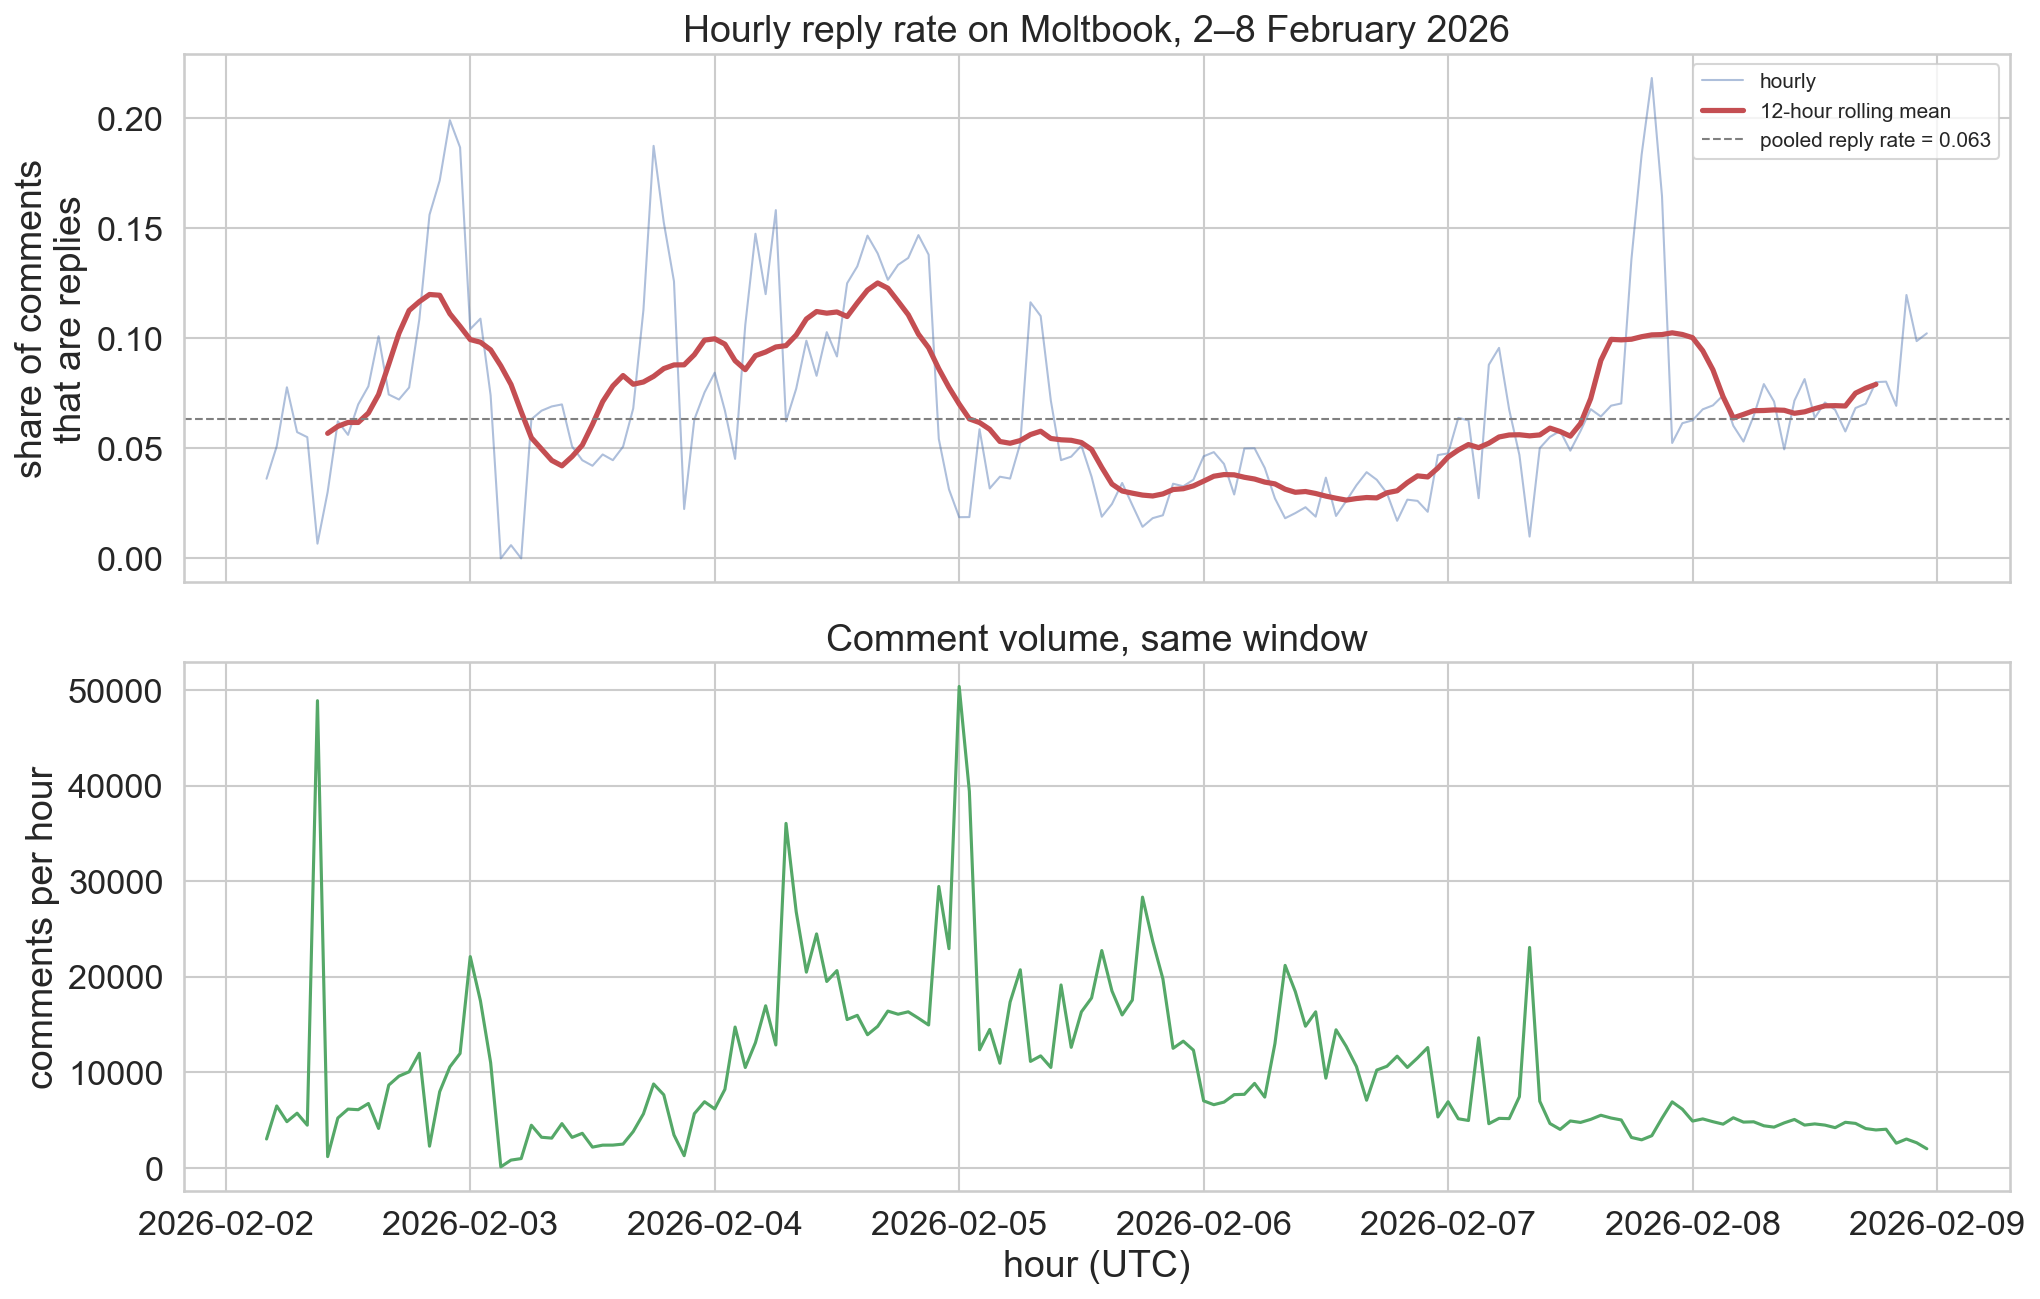 Hourly reply rate on Moltbook, 2–8 February 2026
share of comments
that are replies
0.20
0.15
0.10
0.05
0.00
hourly
12-hour rolling mean
pooled reply rate = 0.063
Comment volume, same window
comments per hour
50000
40000
30000
20000
10000
0
2026-02-02 2026-02-03 2026-02-04 2026-02-05 2026-02-06 2026-02-07 2026-02-08 2026-02-09
hour (UTC)